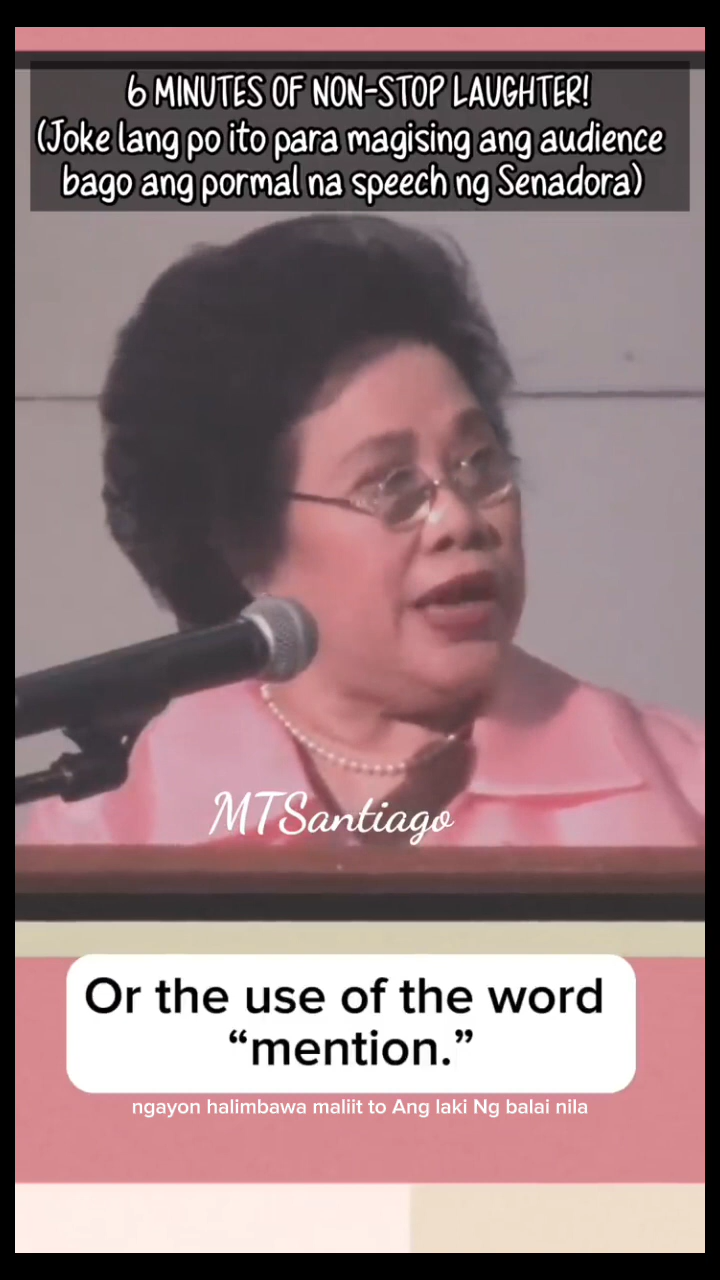 6 MINUTES OF NON-STOP LAUGHTER!
(Joke lang po ito para magising ang audience
bago ang pormal na speech ng Senadora)
MTSantiago
Or the use of the word
“mention.”
ngayon halimbawa maliit to Ang laki Ng balai nila